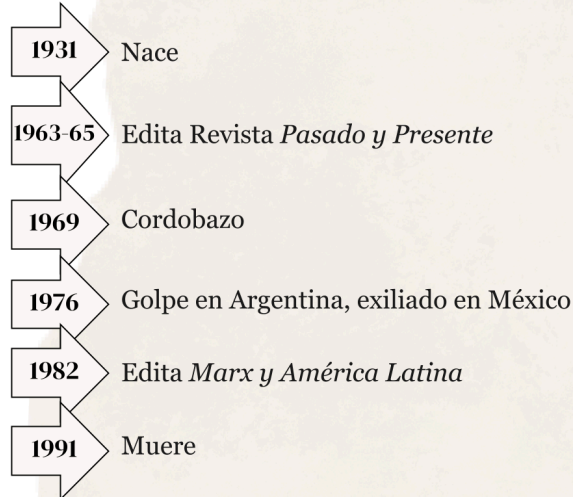 1931 Nace
1963-65 Edita Revista Pasado y Presente
1969 Cordobazo
1976 Golpe en Argentina, exiliado en México
1982 Edita Marx y América Latina
1991 Muere